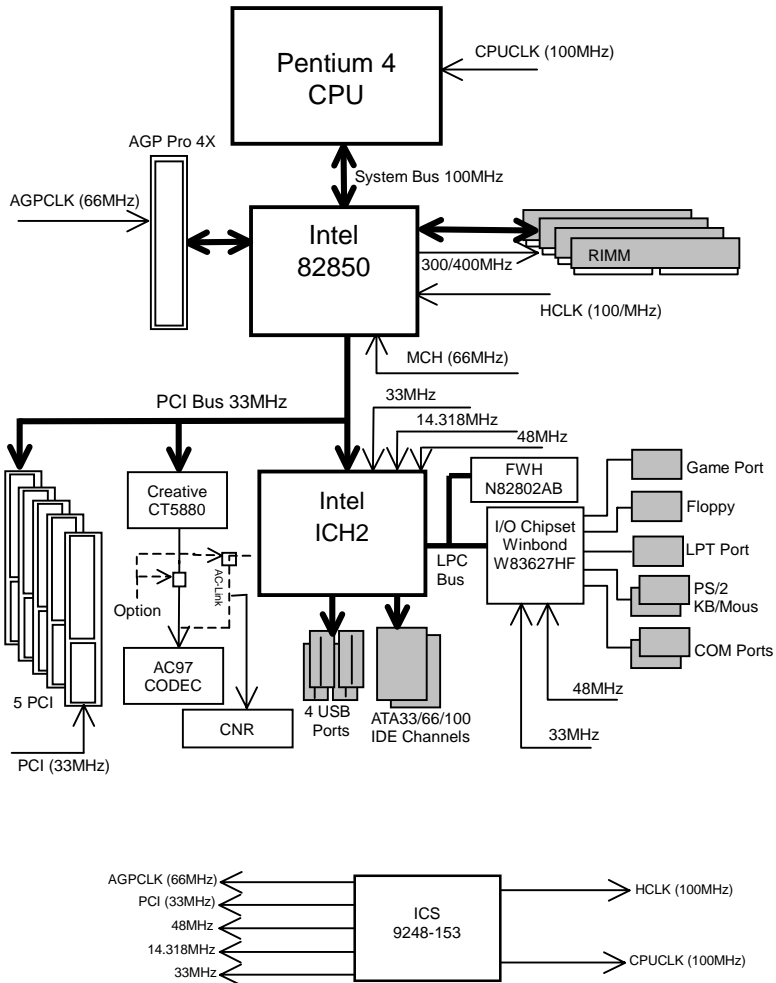 Pentium 4
CPU
CPUCLK (100MHz)
AGP Pro 4X
System Bus 100MHz
AGPCLK (66MHz)
Intel
82850
300/400MHz
RIMM
HCLK (100/MHz)
MCH (66MHz)
PCI Bus 33MHz
33MHz
14.318MHz
48MHz
Creative
CT5880
Intel
ICH2
FWH
N82802AB
LPC
Bus
I/O Chipset
Winbond
W83627HF
Game Port
Floppy
LPT Port
PS/2
KB/Mous
COM Ports
AC-Link
Option
AC97
CODEC
CNR
5 PCI
PCI (33MHz)
4 USB
Ports
ATA33/66/100
IDE Channels
48MHz
33MHz
AGPCLK (66MHz)
PCI (33MHz)
48MHz
14.318MHz
33MHz
ICS
9248-153
HCLK (100MHz)
CPUCLK (100MHz)